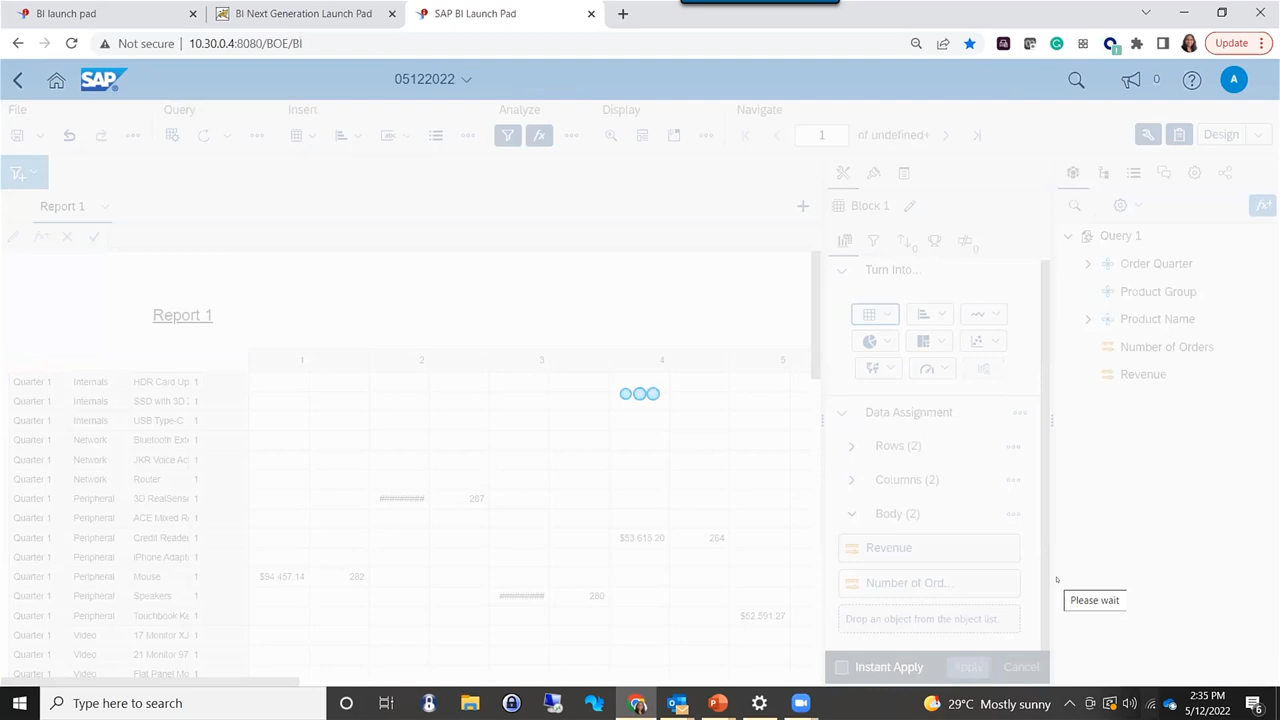 BI launch pad
BI Next Generation Launch Pad
SAP BI Launch Pad
Not secure
10.30.0.4:8080/BOE/BI
Update
SAP
05122022
0
A
File
Query
Insert
Analyze
Display
Navigate
1
of undefined+
Design
Report 1
Block 1
Query 1
Order Quarter
Product Group
Product Name
Number of Orders
Revenue
Turn Into...
Report 1
1 2 3 4 5
Quarter 1 Internals HDR Card Up 1
Quarter 1 Internals SSD with 3D 1
Quarter 1 Internals USB Type-C 1
Quarter 1 Network Bluetooth Ext 1
Quarter 1 Network JKR Voice Ac 1
Quarter 1 Network Router 1
Quarter 1 Peripheral 3D RealSense 1 ######### 287
Quarter 1 Peripheral ACE Mixed R 1
Quarter 1 Peripheral Credit Reader 1 $53,615.20 264
Quarter 1 Peripheral iPhone Adapt 1
Quarter 1 Peripheral Mouse 1 $94,457.14 282
Quarter 1 Peripheral Speakers 1 ######### 280
Quarter 1 Peripheral Touchbook Ke 1 $52,591.27
Quarter 1 Video 17 Monitor XJ 1
Quarter 1 Video 21 Monitor 97 1
Quarter 1 Video Flat Panel Mo 1
Data Assignment
Rows (2)
Columns (2)
Body (2)
Revenue
Number of Ord...
Drop an object from the object list.
Instant Apply
Apply
Cancel
Please wait
Type here to search
29°C Mostly sunny
2:35 PM
5/12/2022
6